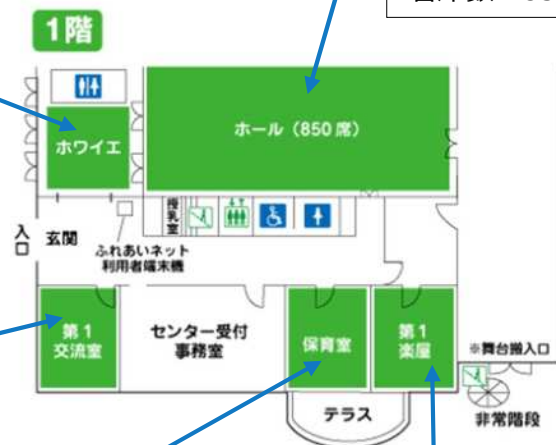 1階
ホワイエ
ホール（850 席）
授乳室
入口
玄関
ふれあいネット
利用者端末機
第1
交流室
センター受付
事務室
保育室
第1
楽屋
※舞台搬入口
テラス
非常階段